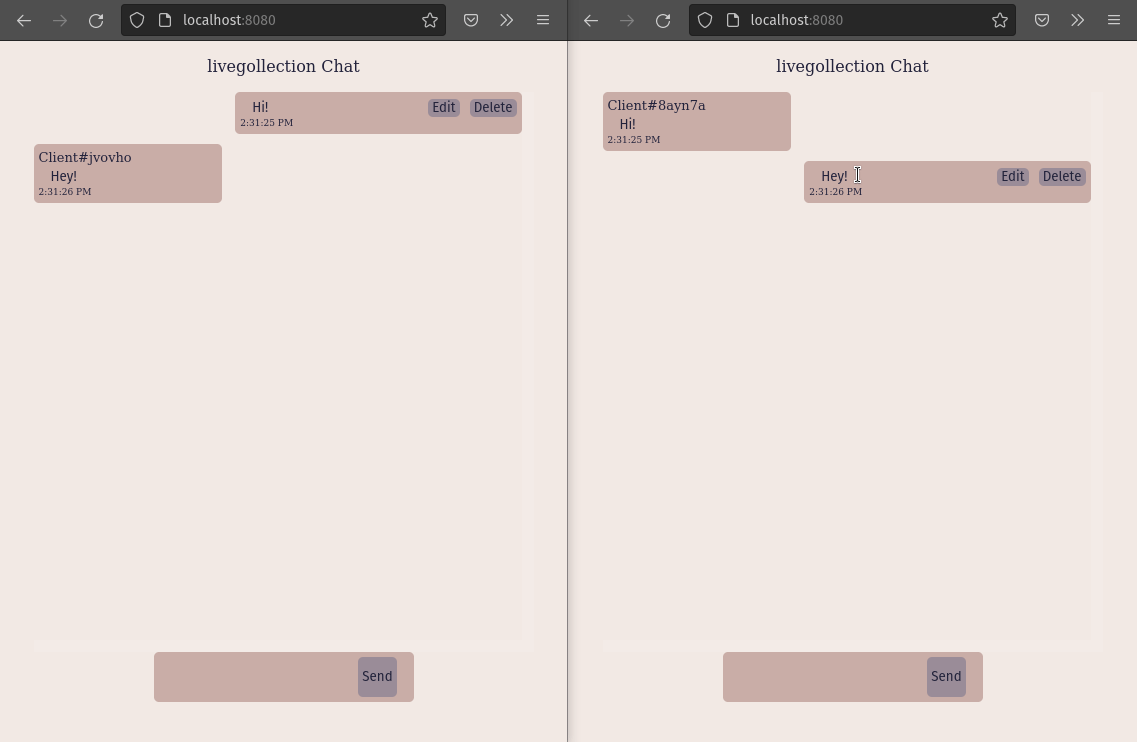 localhost:8080
livegollection Chat
Hi!
Edit
Delete
2:31:25 PM
Client#jvovho
Hey!
2:31:26 PM
Send
localhost:8080
livegollection Chat
Client#8ayn7a
Hi!
2:31:25 PM
Hey!
Edit
Delete
2:31:26 PM
Send